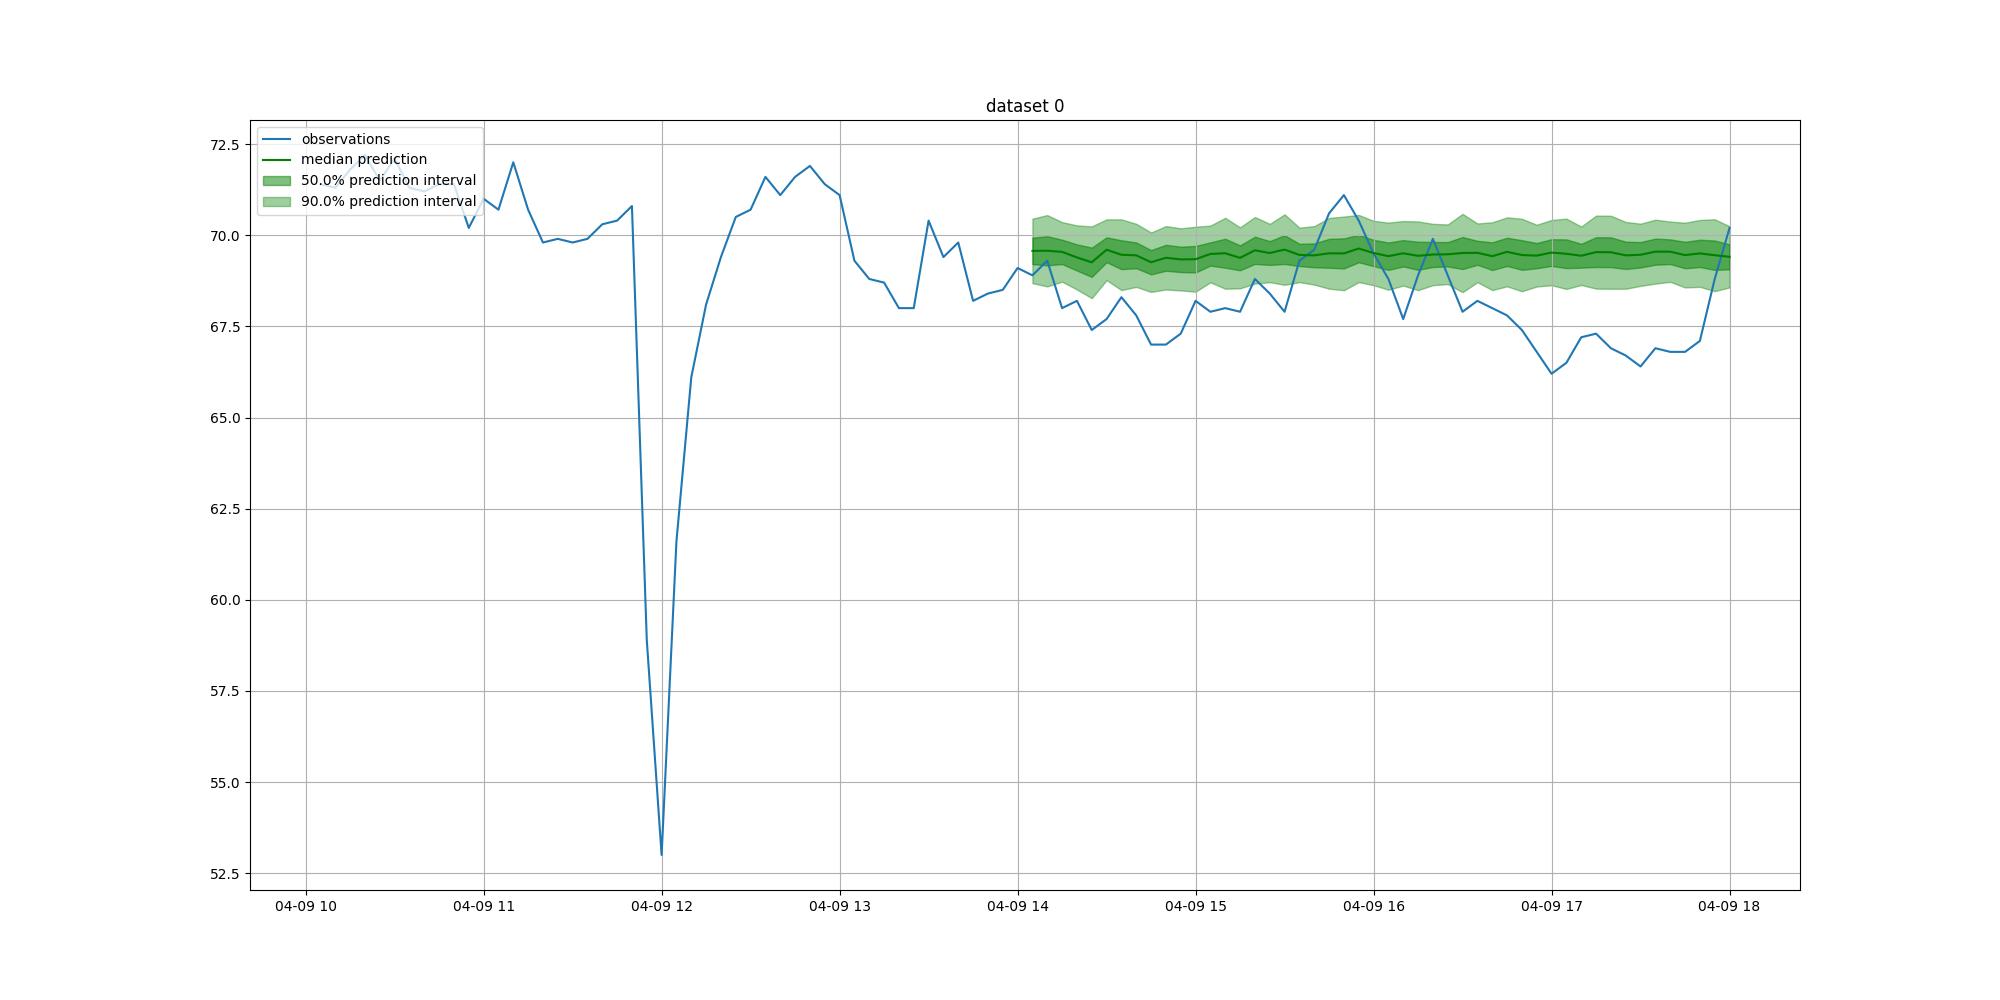 dataset 0
observations
median prediction
50.0% prediction interval
90.0% prediction interval
72.5
70.0
67.5
65.0
62.5
60.0
57.5
55.0
52.5
04-09 10 04-09 11 04-09 12 04-09 13 04-09 14 04-09 15 04-09 16 04-09 17 04-09 18